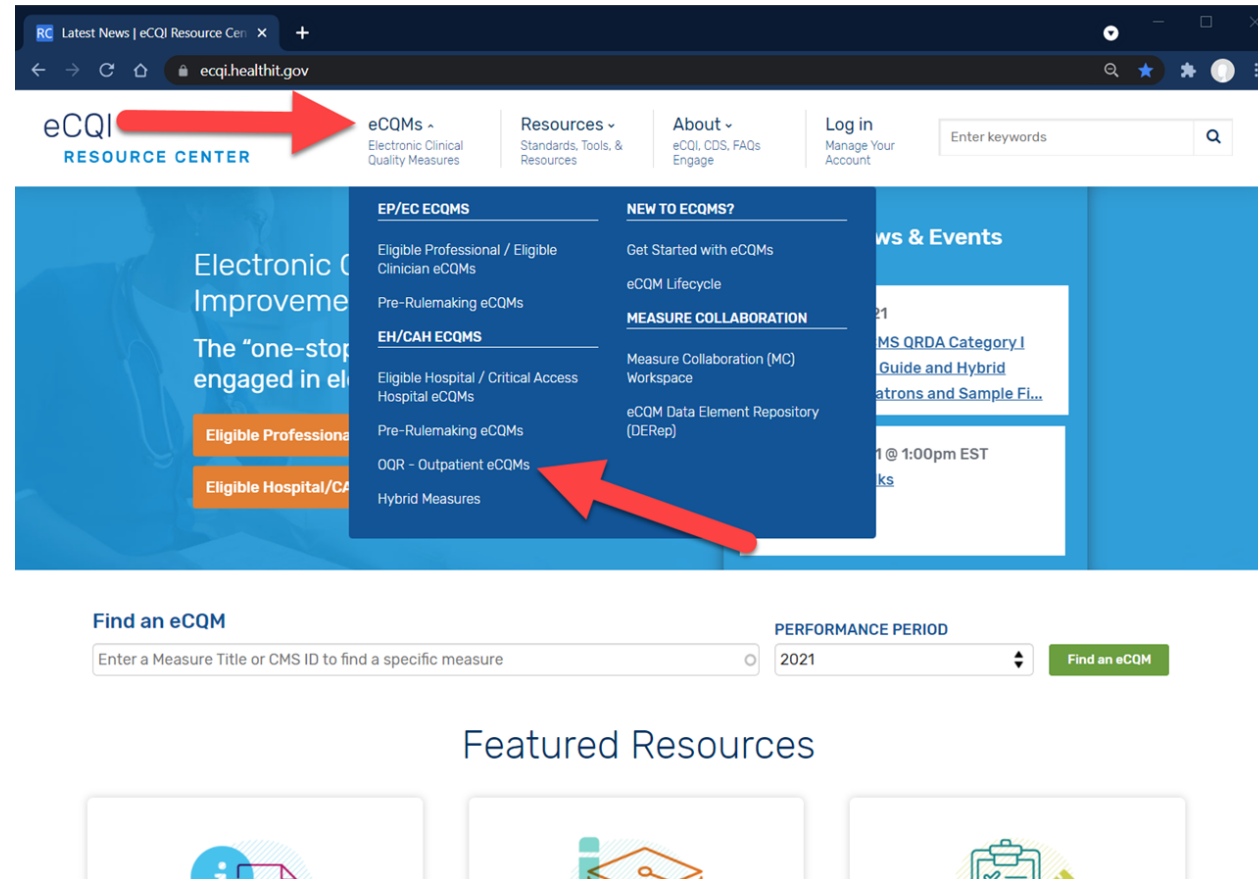 RC Latest News | eCQI Resource Cen
ecqi.healthit.gov
eCQI
RESOURCE CENTER
eCQMs
Electronic Clinical
Quality Measures
Resources
Standards, Tools, &
Resources
About
eCQI, CDS, FAQs
Engage
Log in
Manage Your
Account
Enter keywords
EP/EC ECQMS
Eligible Professional / Eligible
Clinician eCQMs
Pre-Rulemaking eCQMs
EH/CAH ECQMS
Eligible Hospital / Critical Access
Hospital eCQMs
Pre-Rulemaking eCQMs
OQR - Outpatient eCQMs
Hybrid Measures
NEW TO ECQMS?
Get Started with eCQMs
eCQM Lifecycle
MEASURE COLLABORATION
Measure Collaboration (MC)
Workspace
eCQM Data Element Repository
(DERep)
Electronic
Improveme
The “one-stop
engaged in el
Eligible Professiona
Eligible Hospital/CA
ws & Events
21
MS QRDA Category I
Guide and Hybrid
atrons and Sample Fi...
1 @ 1:00pm EST
ks
Find an eCQM
Enter a Measure Title or CMS ID to find a specific measure
PERFORMANCE PERIOD
2021
Find an eCQM
Featured Resources